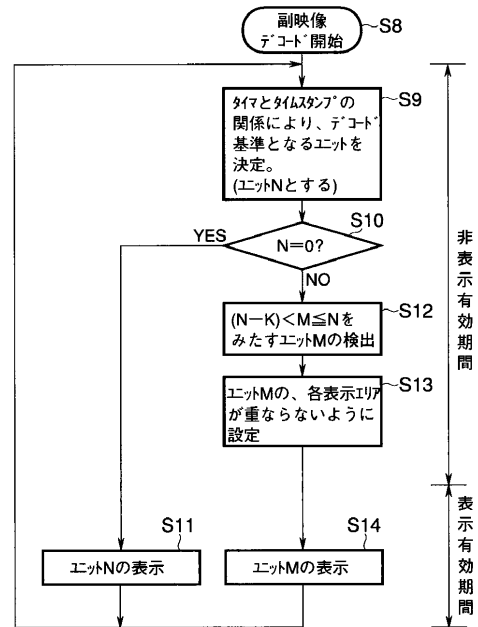 副映像
デコード開始
S8
タイマとタイムスタンプの
関係により、デコード
基準となるユニットを
決定。
(ユニットNとする)
S9
N=0?
S10
YES
NO
(N−K)<M≦Nを
みたすユニットMの検出
S12
ユニットMの、各表示エリア
が重ならないように
設定
S13
非表示有効期間
ユニットNの表示
S11
ユニットMの表示
S14
表示有効期間